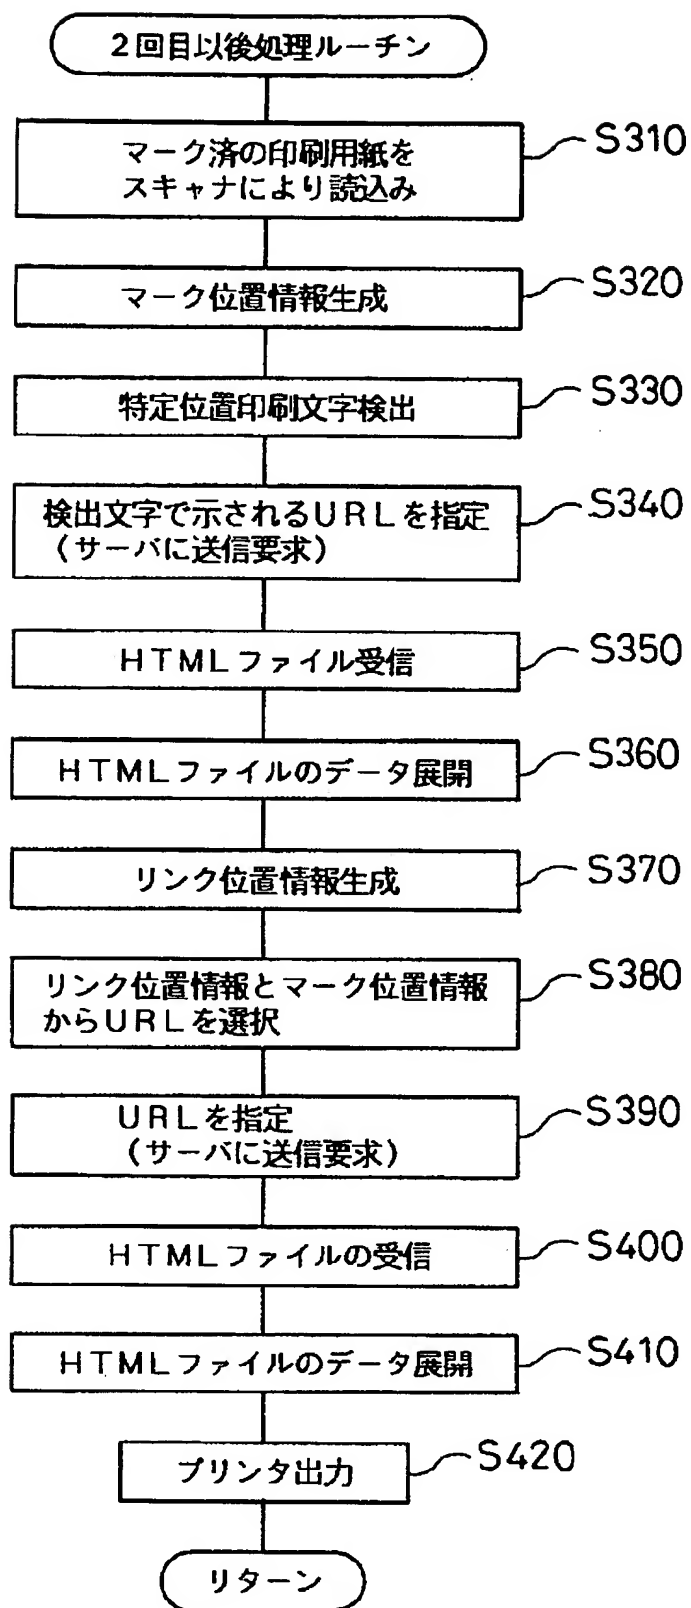 2回目以後処理ルーチン
マーク済の印刷用紙を
スキャナにより読込み
S310
マーク位置情報生成
S320
特定位置印刷文字検出
S330
検出文字で示されるURLを指定
(サーバに送信要求)
S340
HTMLファイル受信
S350
HTMLファイルのデータ展開
S360
リンク位置情報生成
S370
リンク位置情報とマーク位置情報
からURLを選択
S380
URLを指定
(サーバに送信要求)
S390
HTMLファイルの受信
S400
HTMLファイルのデータ展開
S410
プリンタ出力
S420
リターン